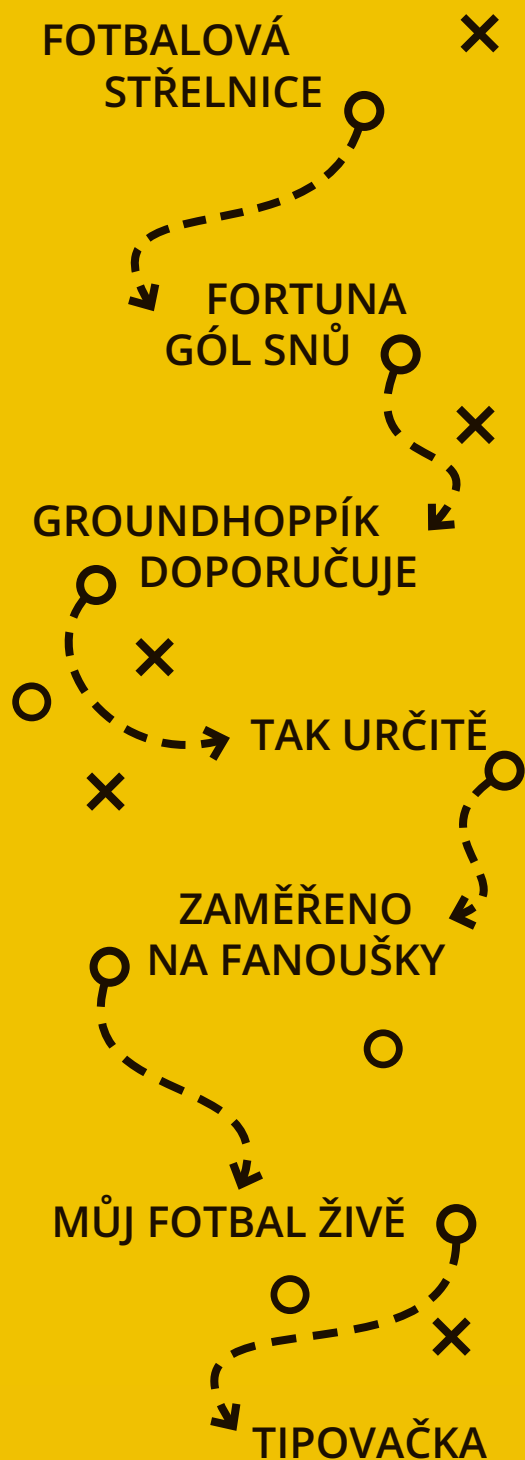 FOTBALOVÁ
STŘELNICE
FORTUNA
GÓL SNŮ
GROUNDHOPPÍK
DOPORUČUJE
TAK URČITĚ
ZAMĚŘENO
NA FANOUŠKY
MŮJ FOTBAL ŽIVĚ
TIPOVAČKA